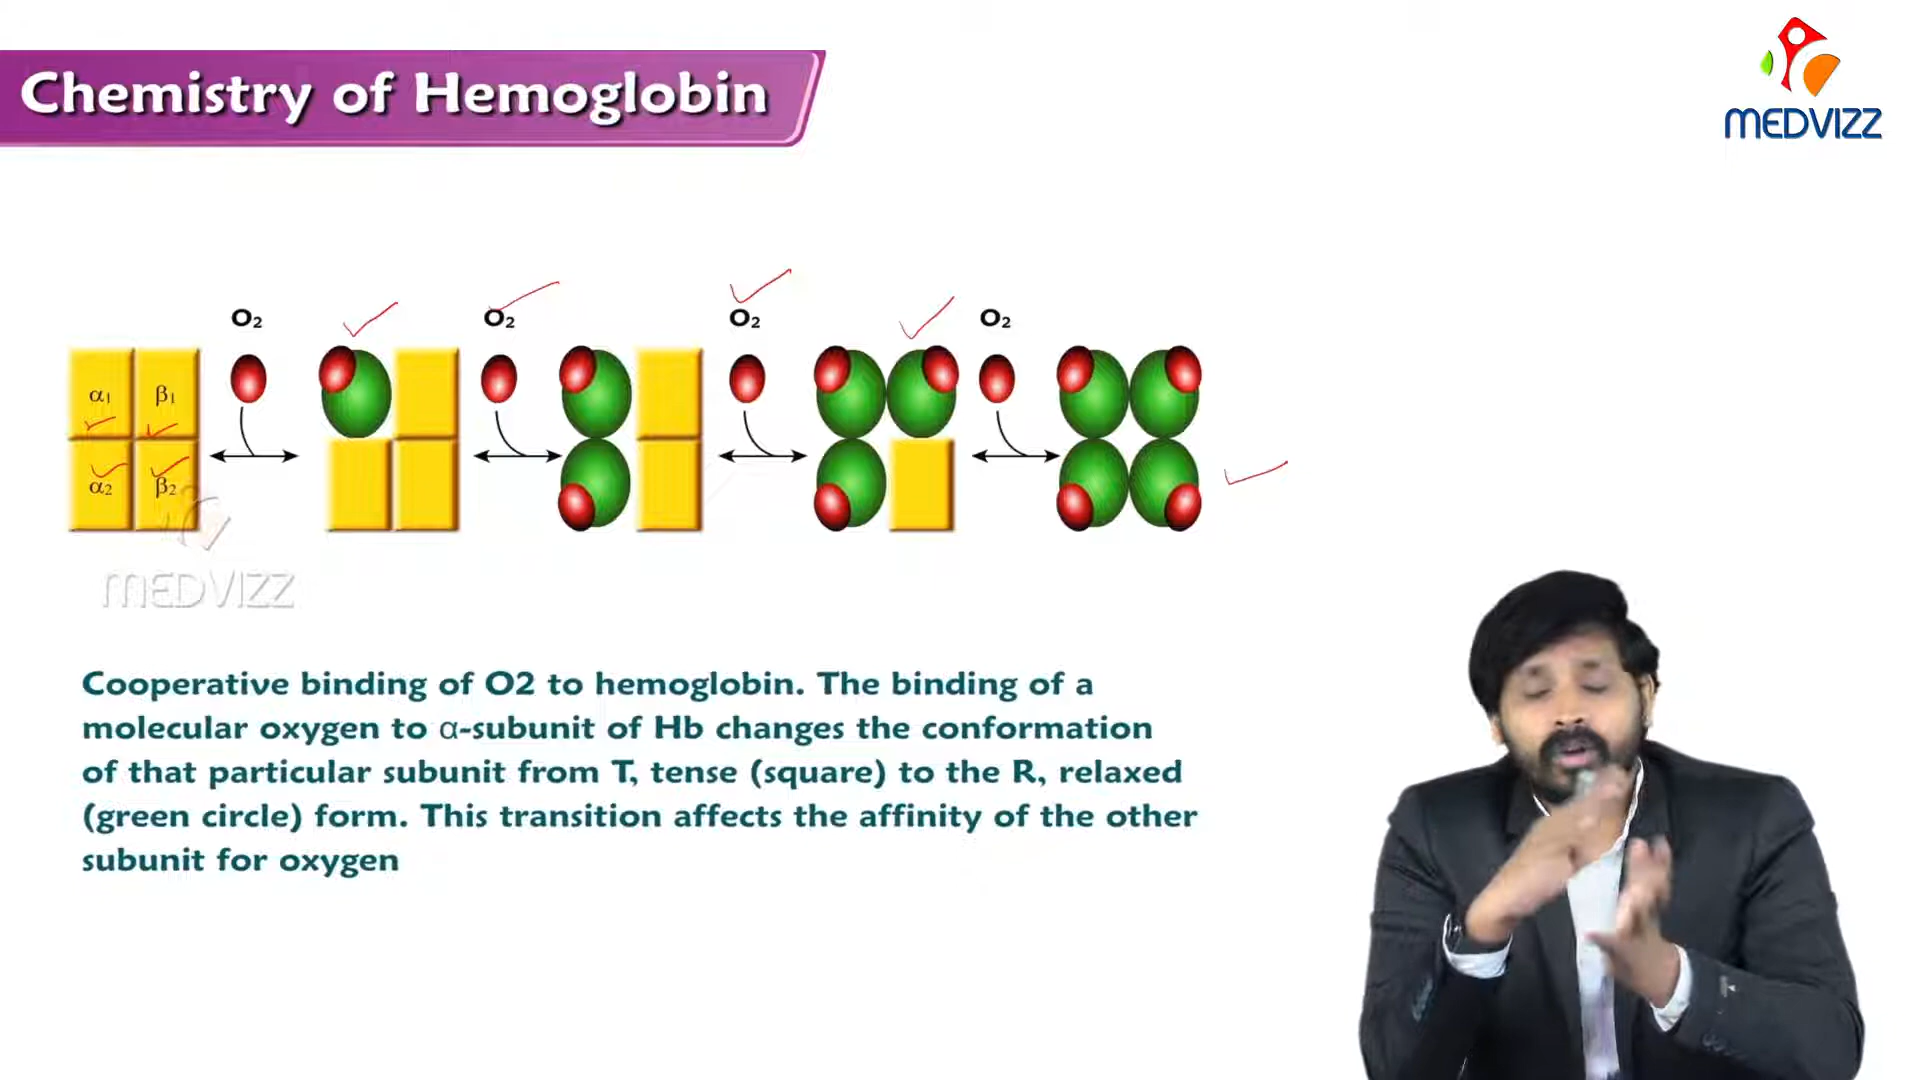 Chemistry of Hemoglobin
MEDVIZZ
O₂ O₂ O₂ O₂
α₁ β₁
α₂ β₂
MEDVIZZ
Cooperative binding of O2 to hemoglobin. The binding of a
molecular oxygen to α-subunit of Hb changes the conformation
of that particular subunit from T, tense (square) to the R, relaxed
(green circle) form. This transition affects the affinity of the other
subunit for oxygen